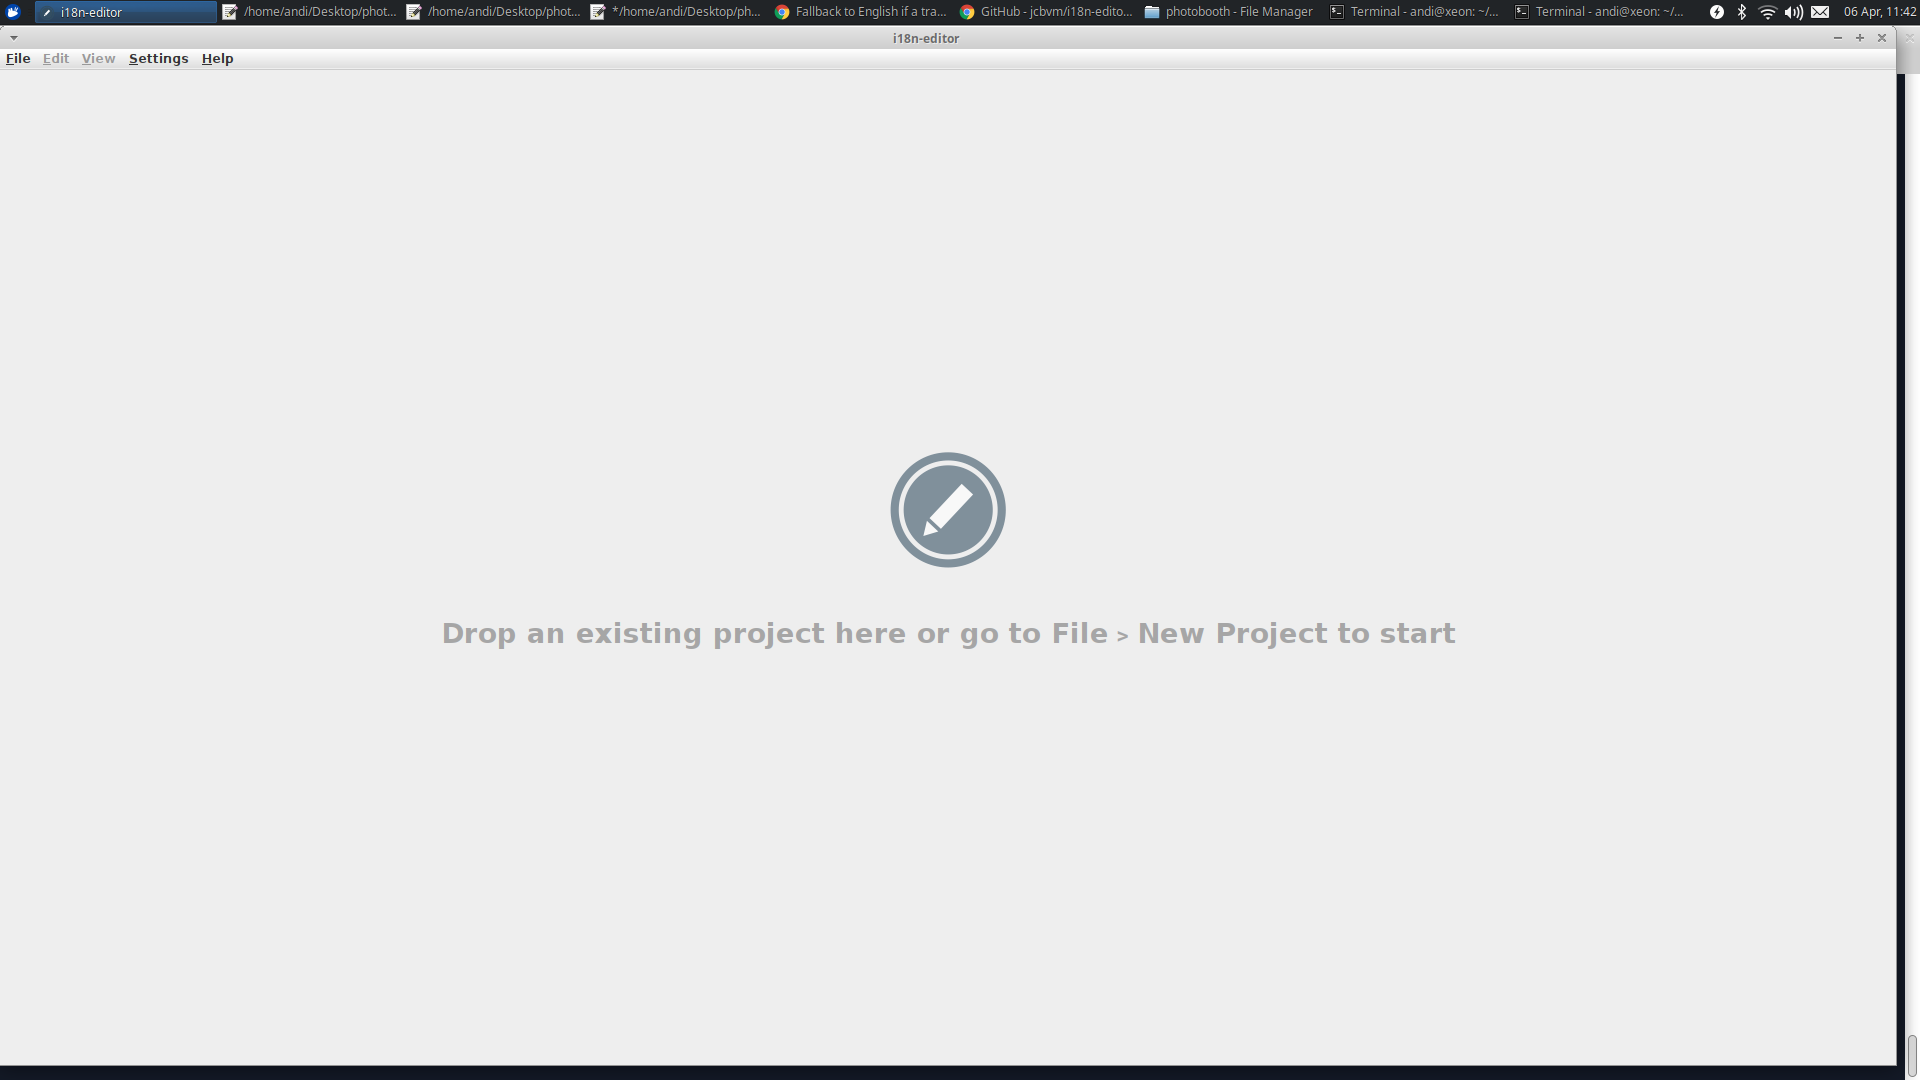 i18n-editor /home/andi/Desktop/phot... /home/andi/Desktop/phot... */home/andi/Desktop/ph... Fallback to English if a tra... GitHub - jcbvm/i18n-edito... photobooth - File Manager Terminal - andi@xeon: ~/... Terminal - andi@xeon: ~/... 06 Apr, 11:42
i18n-editor
File Edit View Settings Help
Drop an existing project here or go to File > New Project to start